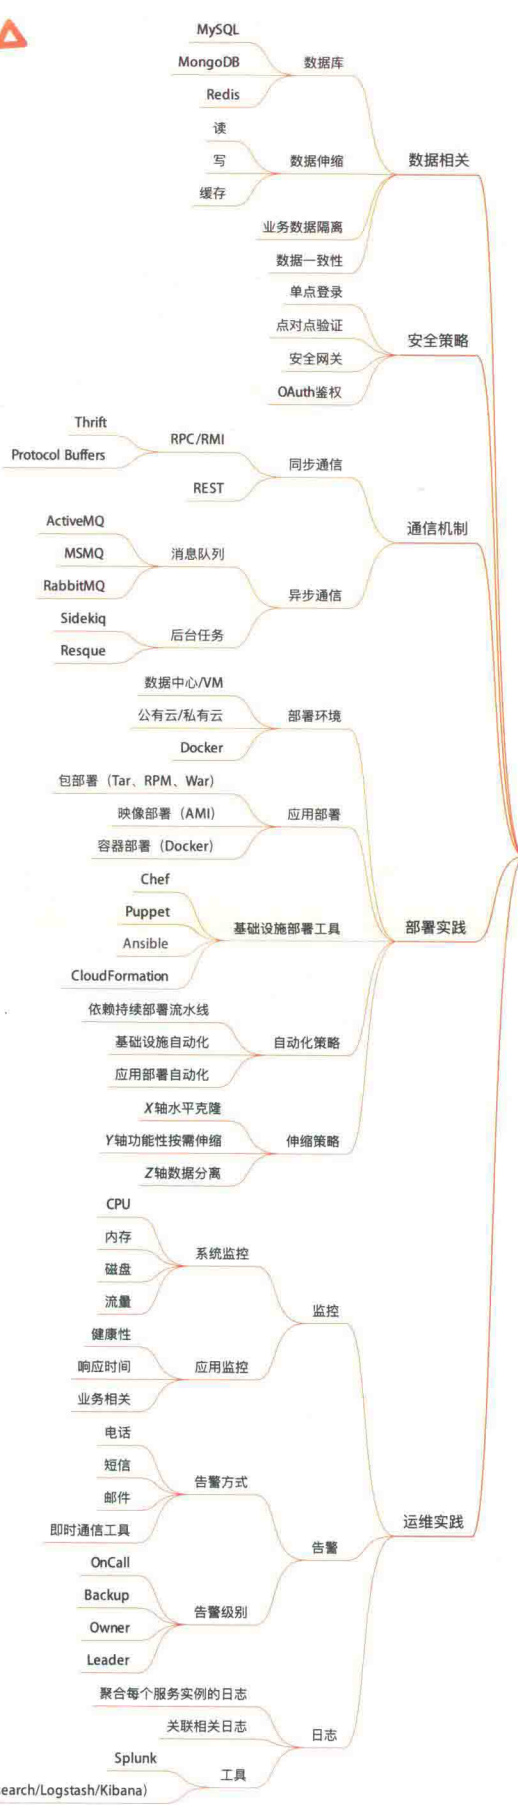 MySQL
MongoDB
Redis
数据库
读
写
缓存
数据伸缩
业务数据隔离
数据一致性
数据相关
单点登录
点对点验证
安全网关
OAuth鉴权
安全策略
Thrift
Protocol Buffers
RPC/RMI
REST
同步通信
ActiveMQ
MSMQ
RabbitMQ
消息队列
Sidekiq
Resque
后台任务
异步通信
通信机制
数据中心/VM
公有云/私有云
Docker
部署环境
包部署（Tar、RPM、War）
映像部署（AMI）
容器部署（Docker）
应用部署
Chef
Puppet
Ansible
CloudFormation
基础设施部署工具
依赖持续部署流水线
基础设施自动化
应用部署自动化
自动化策略
X轴水平克隆
Y轴功能性按需伸缩
Z轴数据分离
伸缩策略
部署实践
CPU
内存
磁盘
流量
系统监控
健康性
响应时间
业务相关
应用监控
监控
电话
短信
邮件
即时通信工具
告警方式
OnCall
Backup
Owner
Leader
告警级别
告警
聚合每个服务实例的日志
关联相关日志
Splunk
search/Logstash/Kibana）
工具
日志
运维实践